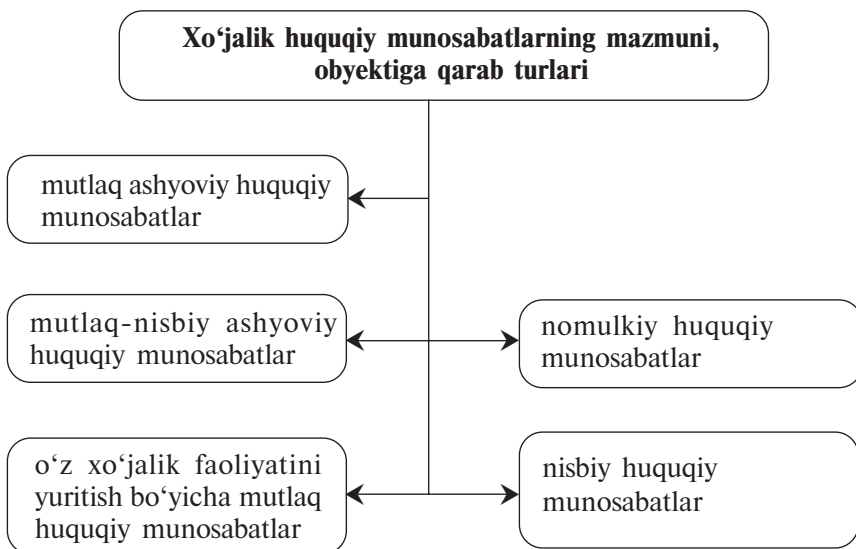 Xo‘jalik huquqiy munosabatlarning mazmuni,
obyektiga qarab turlari
mutlaq ashyoviy huquqiy
munosabatlar
mutlaq-nisbiy ashyoviy
huquqiy munosabatlar
nomulkiy huquqiy
munosabatlar
o‘z xo‘jalik faoliyatini
yuritish bo‘yicha mutlaq
huquqiy munosabatlar
nisbiy huquqiy
munosabatlar